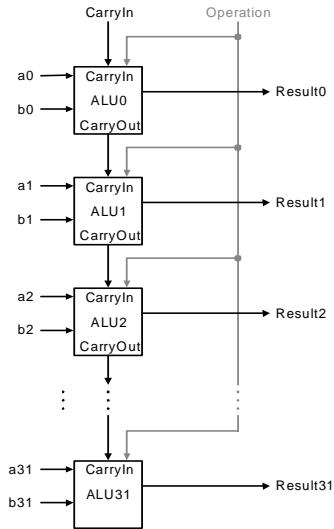 CarryIn Operation
a0 CarryIn
ALU0 Result0
b0
CarryOut
a1 CarryIn
ALU1 Result1
b1
CarryOut
a2 CarryIn
ALU2 Result2
b2
CarryOut
a31 CarryIn
ALU31 Result31
b31